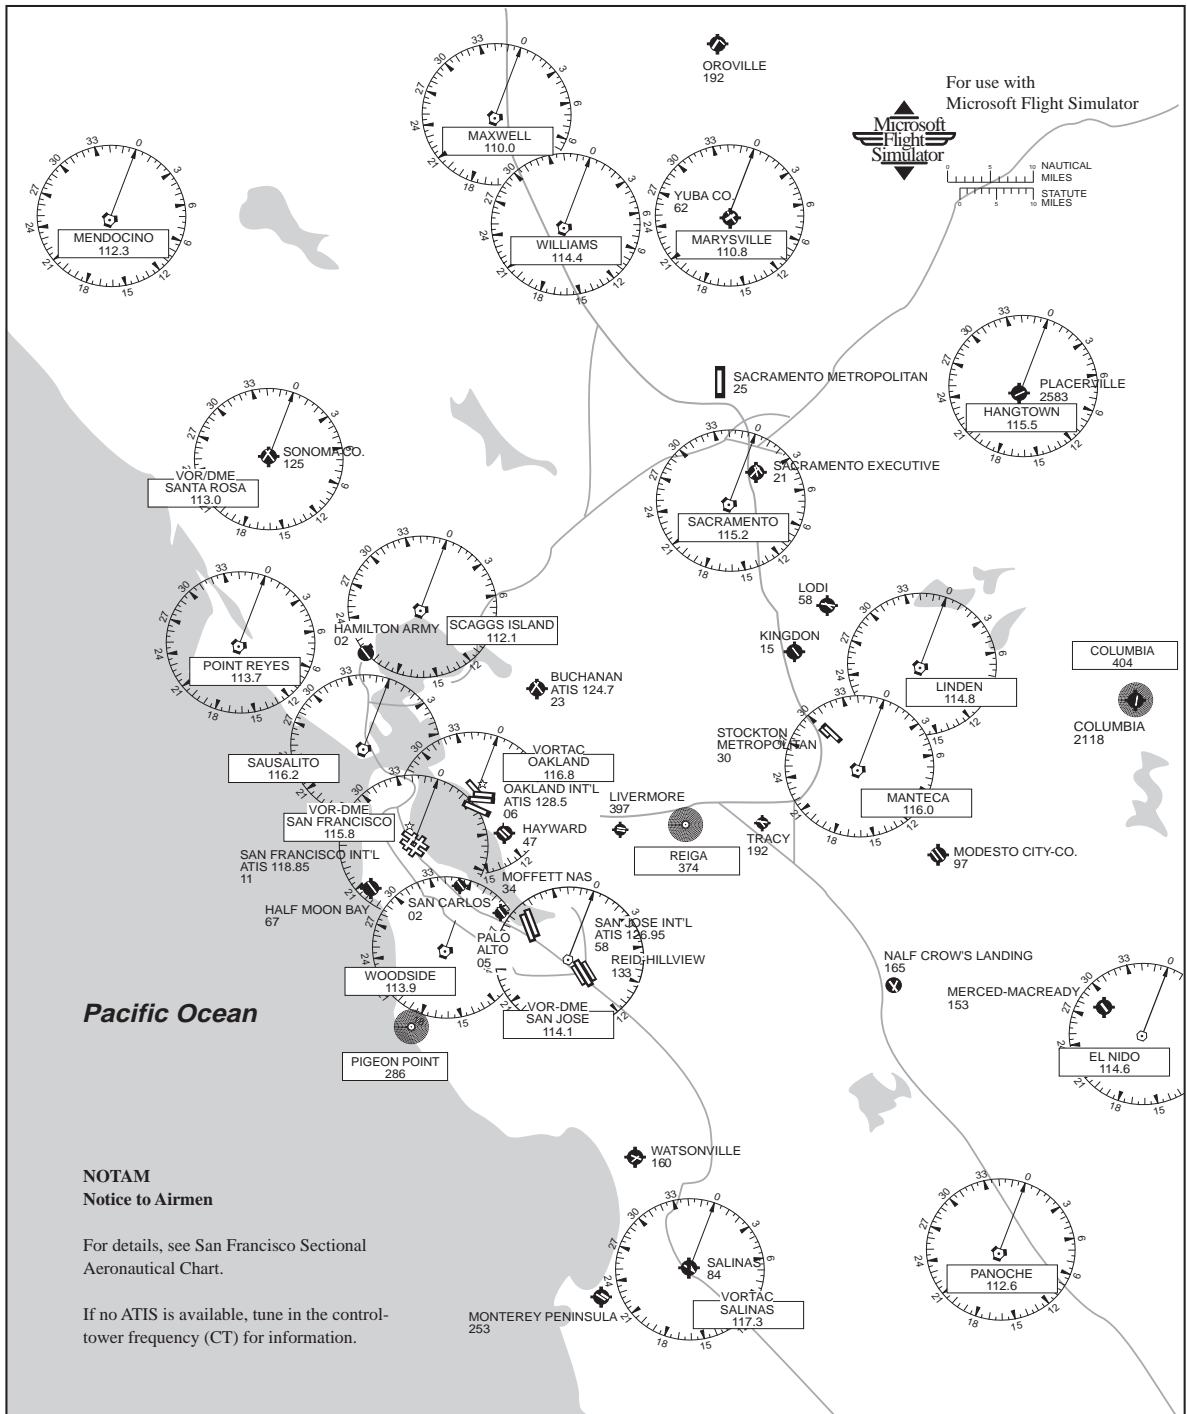 OROVILLE
192
For use with
Microsoft Flight Simulator
Microsoft
Flight
Simulator
0 5 10
NAUTICAL
MILES
STATUTE
MILES
0 5 10
MAXWELL
110.0
MENDOCINO
112.3
WILLIAMS
114.4
YUBA CO.
62
MARYSVILLE
110.8
SACRAMENTO METROPOLITAN
25
PLACERVILLE
2583
HANGTOWN
115.5
SONOMA CO.
125
VOR/DME
SANTA ROSA
113.0
SACRAMENTO EXECUTIVE
21
SACRAMENTO
115.2
LODI
58
HAMILTON ARMY
02
SCAGGS ISLAND
112.1
KINGDON
15
POINT REYES
113.7
BUCHANAN
ATIS 124.7
23
LINDEN
114.8
COLUMBIA
404
COLUMBIA
2118
STOCKTON
METROPOLITAN
30
SAUSALITO
116.2
VORTAC
OAKLAND
116.8
OAKLAND INT'L
ATIS 128.5
06
MANTECA
116.0
LIVERMORE
397
VOR-DME
SAN FRANCISCO
115.8
HAYWARD
47
TRACY
192
REIGA
374
MODESTO CITY-CO.
97
SAN FRANCISCO INT'L
ATIS 118.85
11
MOFFETT NAS
34
HALF MOON BAY
67
SAN CARLOS
02
SAN JOSE INT'L
ATIS 126.95
58
PALO
ALTO
05
REID-HILLVIEW
133
WOODSIDE
113.9
NALF CROW'S LANDING
165
MERCED-MACREADY
153
Pacific Ocean
VOR-DME
SAN JOSE
114.1
EL NIDO
114.6
PIGEON POINT
286
WATSONVILLE
160
NOTAM
Notice to Airmen
For details, see San Francisco Sectional
Aeronautical Chart.
If no ATIS is available, tune in the control-
tower frequency (CT) for information.
SALINAS
84
VORTAC
SALINAS
117.3
MONTEREY PENINSULA
253
PANOCHE
112.6